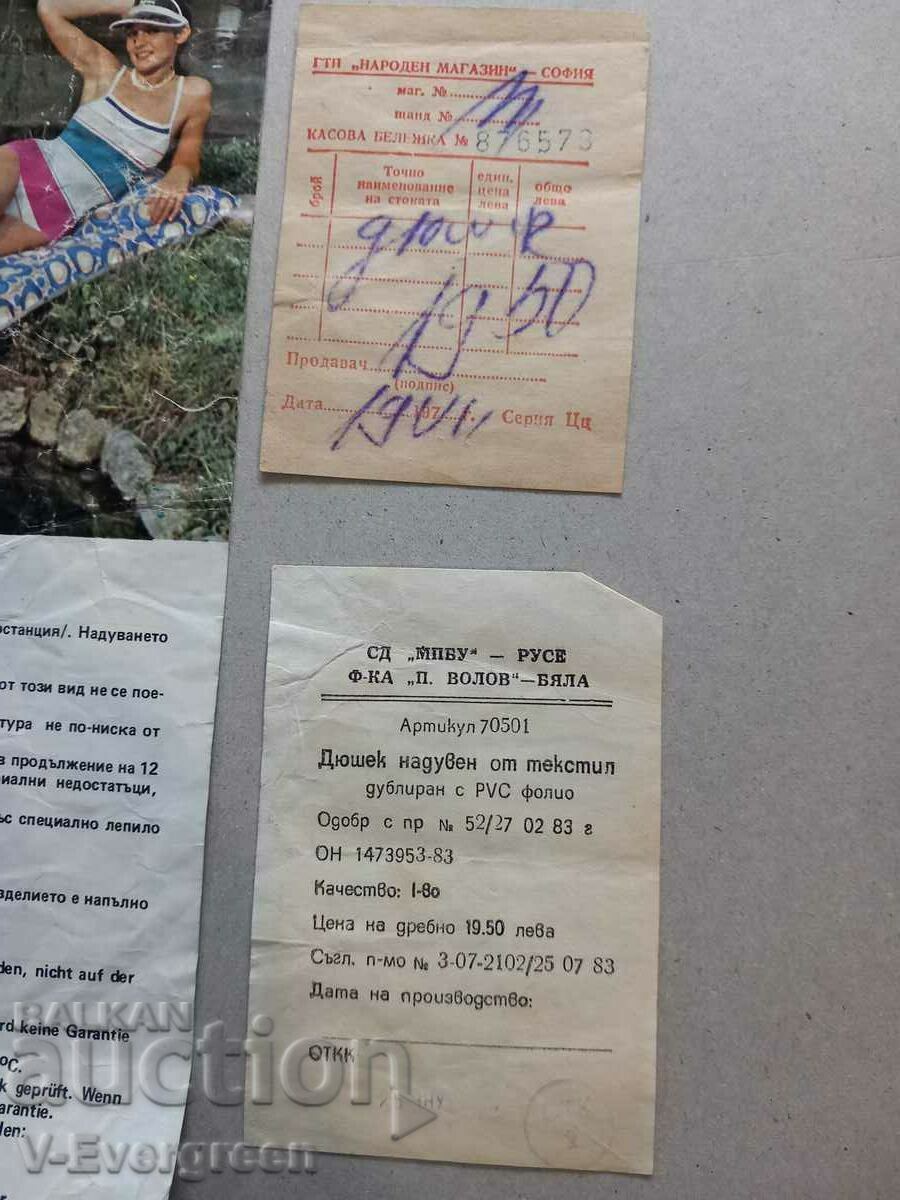 ГТП „НАРОДЕН МАГАЗИН“ — СОФИЯ
маг. №
щанд №
КАСОВА БЕЛЕЖКА № 876573
брой
Точно наименование на стоката
един. цена лева
общо лева
дюшек
19 50
Продавач
(подпис)
Дата 197 г. Серия Цц
останция/. Надуването
от този вид не се пое-
тура не по-ниска от
в продължение на 12
иални недостатъци,
ъс специално лепило
зделието е напълно
den, nicht auf der
rd keine Garantie
°C.
k geprüft. Wenn
arantie.
den:
СД „МПБУ“ — РУСЕ
Ф-КА „П. ВОЛОВ“—БЯЛА
Артикул 70501
Дюшек надувен от текстил
дублиран с PVC фолио
Одобр с пр № 52/27 02 83 г
ОН 1473953-83
Качество: I-во
Цена на дребно 19.50 лева
Съгл. п-мо № 3-07-2102/25 07 83
Дата на производство:
ОТКК
BALKAN
auction
V-Evergreen